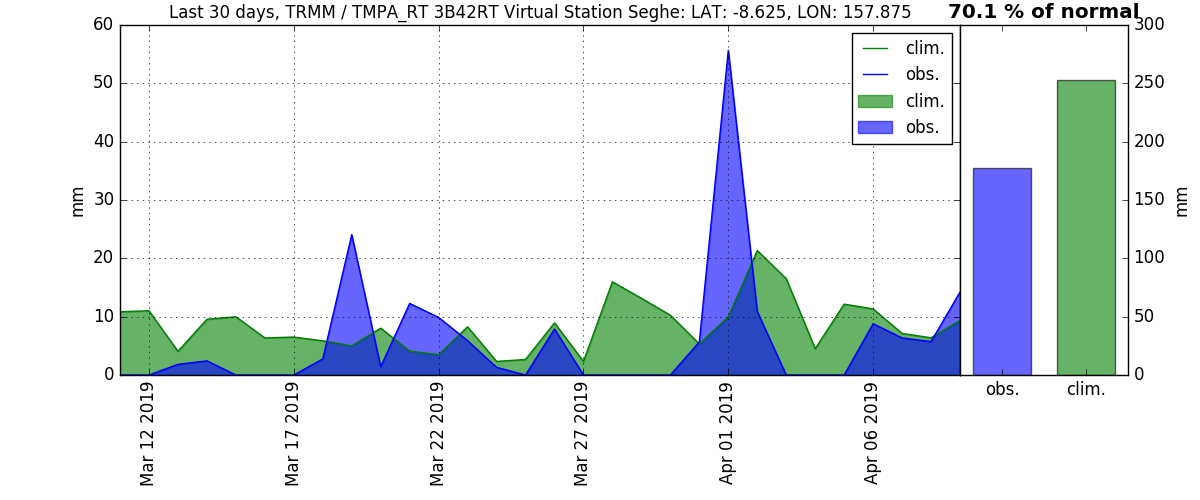 Last 30 days, TRMM / TMPA_RT 3B42RT Virtual Station Seghe: LAT: -8.625, LON: 157.875
70.1 % of normal
60
50
40
30
20
10
0
mm
clim.
obs.
clim.
obs.
Mar 12 2019
Mar 17 2019
Mar 22 2019
Mar 27 2019
Apr 01 2019
Apr 06 2019
300
250
200
150
100
50
0
mm
obs.
clim.